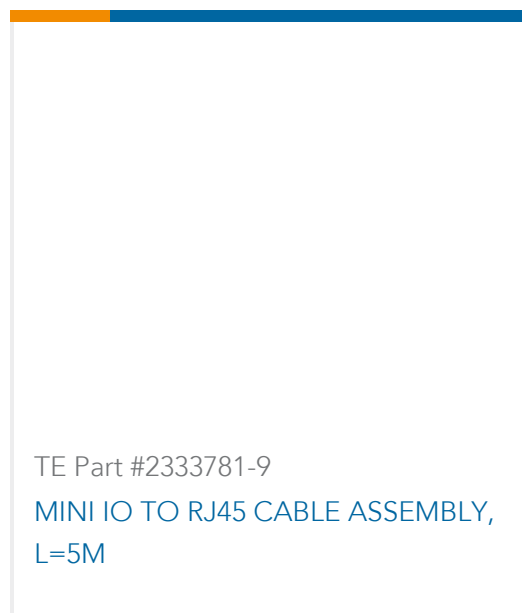 TE Part #2333781-9
MINI IO TO RJ45 CABLE ASSEMBLY,
L=5M